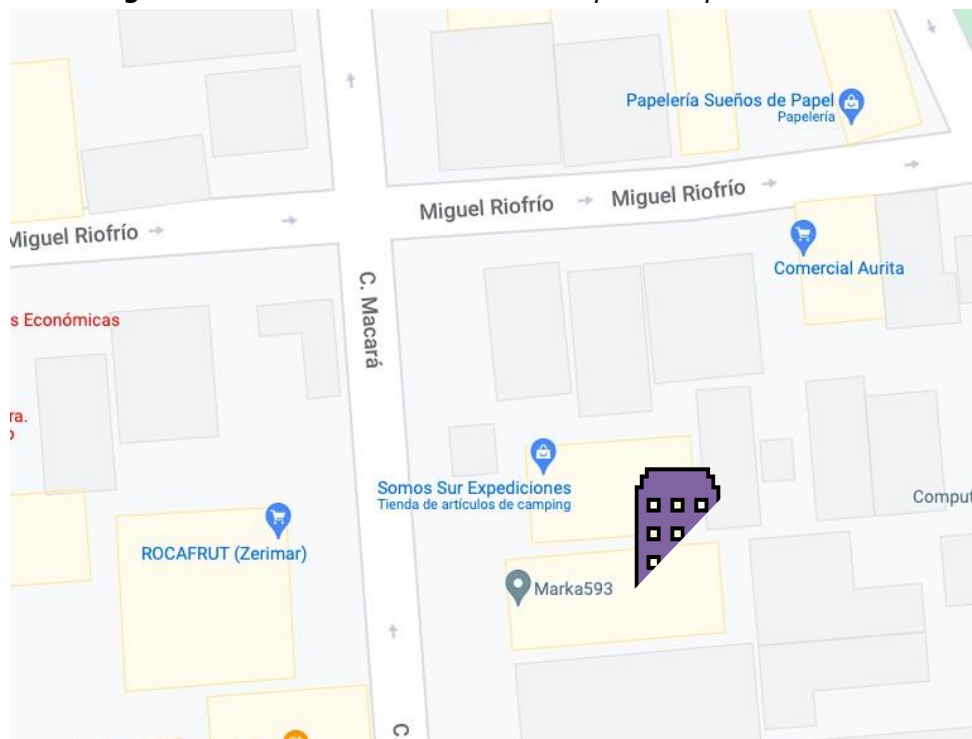 Papelería Sueños de Papel
Papelería
Miguel Riofrío
Miguel Riofrío
Miguel Riofrío
Comercial Aurita
C. Macará
s Económicas
ra.
Somos Sur Expediciones
Tienda de artículos de camping
Comput
ROCAFRUT (Zerimar)
Marka593
C.